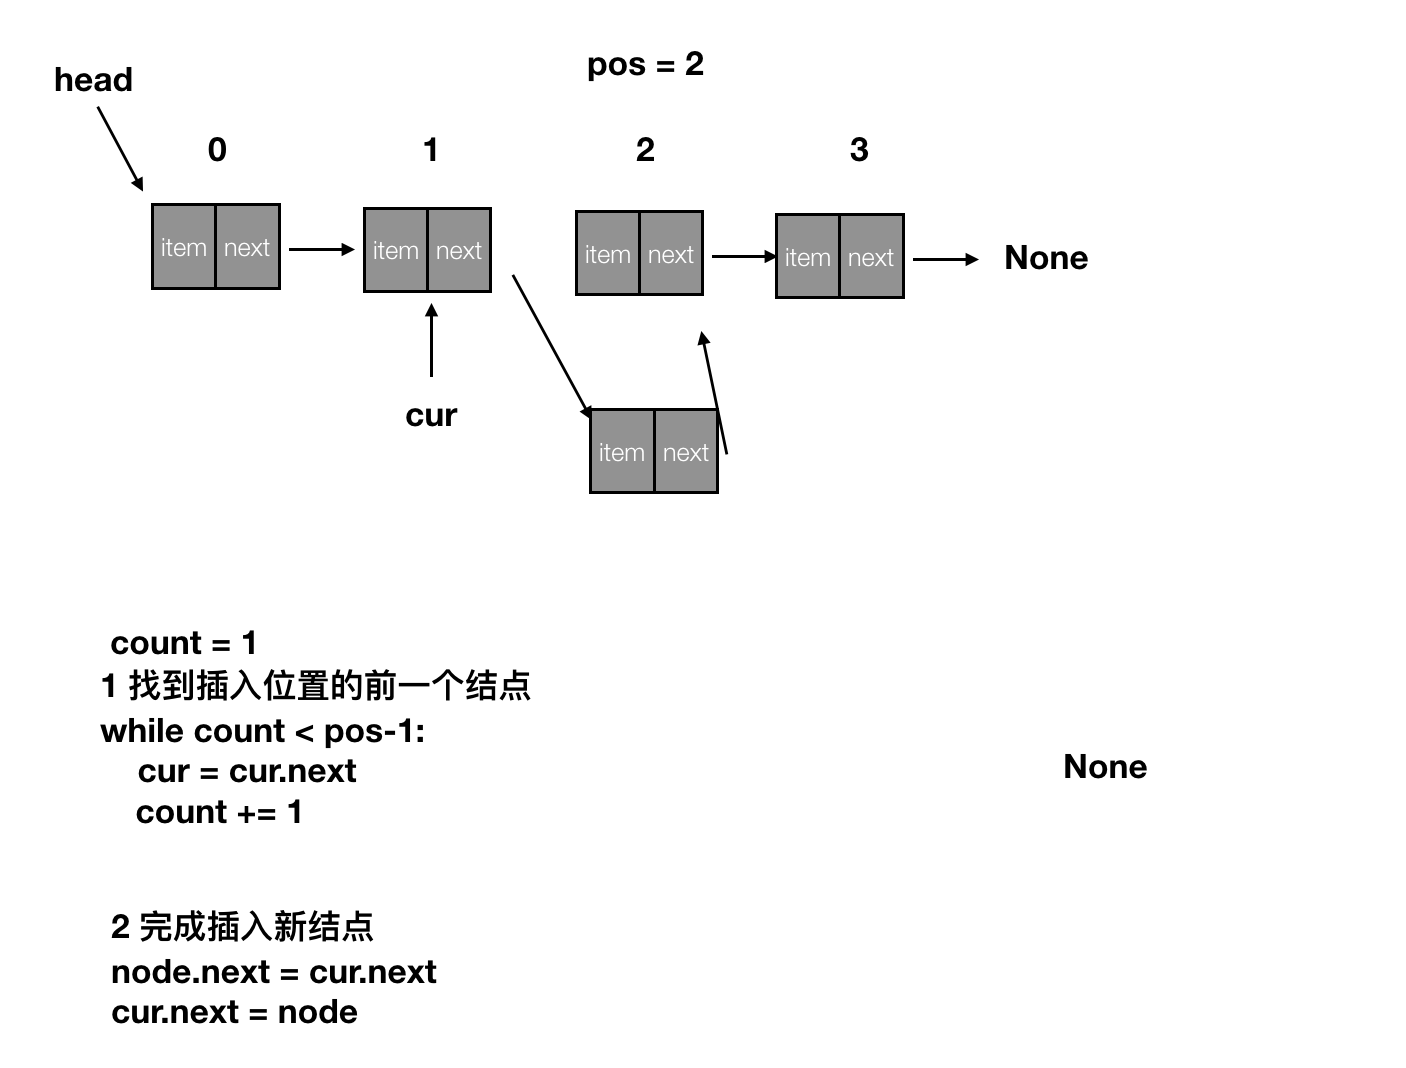 pos = 2
head
0 1 2 3
item next item next item next item next None
cur
item next
count = 1
1 找到插入位置的前一个结点
while count < pos-1:
cur = cur.next
None
count += 1
2 完成插入新结点
node.next = cur.next
cur.next = node